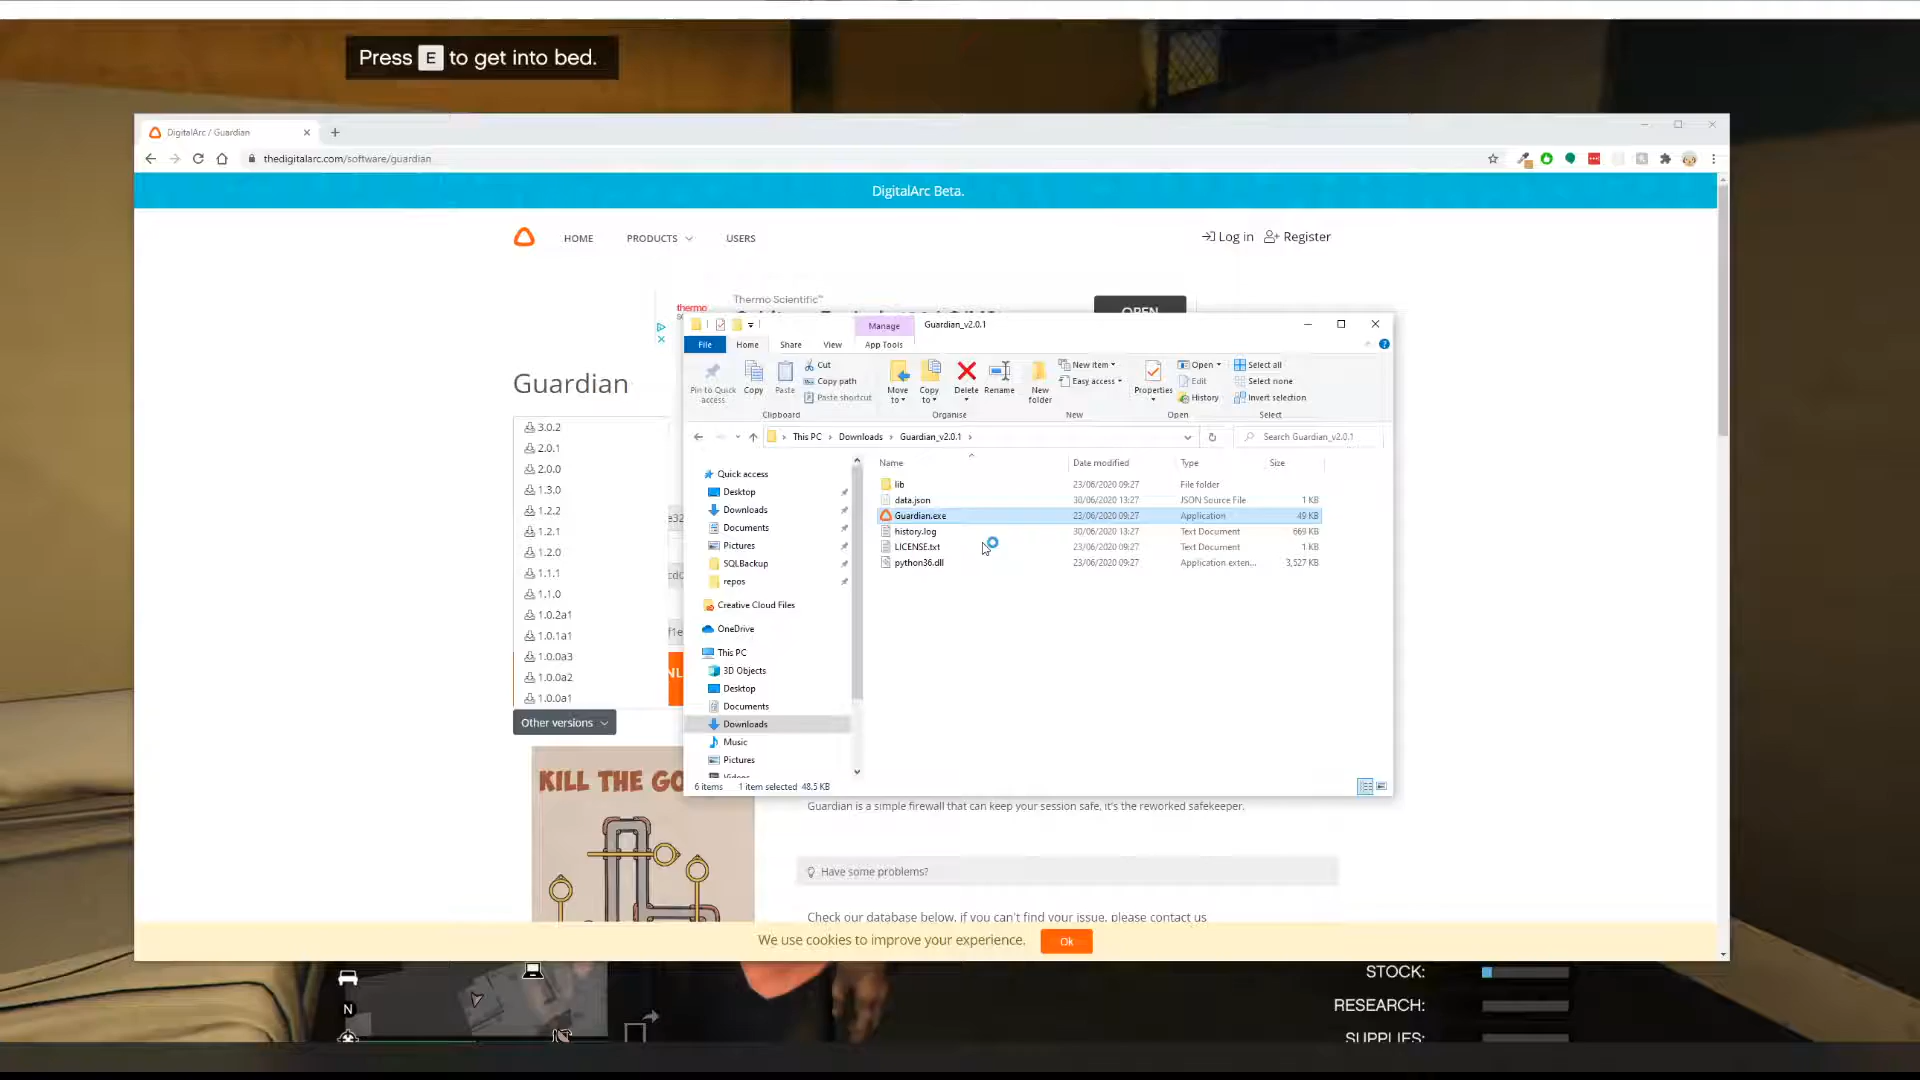 Press E to get into bed.
DigitalArc / Guardian
thedigitalarc.com/software/guardian
DigitalArc Beta.
HOME
PRODUCTS
USERS
Log in
Register
thermo
Thermo Scientific™
OPEN
Guardian
3.0.2
2.0.1
2.0.0
1.3.0
1.2.2
1.2.1
1.2.0
1.1.1
1.1.0
1.0.2a1
1.0.1a1
1.0.0a3
1.0.0a2
1.0.0a1
Other versions
Manage
Guardian_v2.0.1
File
Home
Share
View
App Tools
Pin to Quick access
Copy
Paste
Cut
Copy path
Paste shortcut
Clipboard
Move to
Copy to
Delete
Rename
Organise
New folder
New item
Easy access
New
Properties
Open
Edit
History
Open
Select all
Select none
Invert selection
Select
This PC
Downloads
Guardian_v2.0.1
Search Guardian_v2.0.1
Name Date modified Type Size
lib 23/06/2020 09:27 File folder
data.json 30/06/2020 13:27 JSON Source File 1 KB
Guardian.exe 23/06/2020 09:27 Application 49 KB
history.log 30/06/2020 13:27 Text Document 669 KB
LICENSE.txt 23/06/2020 09:27 Text Document 1 KB
python36.dll 23/06/2020 09:27 Application exten... 3,527 KB
Quick access
Desktop
Downloads
Documents
Pictures
SQLBackup
repos
Creative Cloud Files
OneDrive
This PC
3D Objects
Desktop
Documents
Downloads
Music
Pictures
Videos
6 items 1 item selected 48.5 KB
KILL THE GO
Guardian is a simple firewall that can keep your session safe, it's the reworked safekeeper.
Have some problems?
Check our database below, if you can't find your issue, please contact us
We use cookies to improve your experience.
Ok
N
STOCK:
RESEARCH:
SUPPLIES: